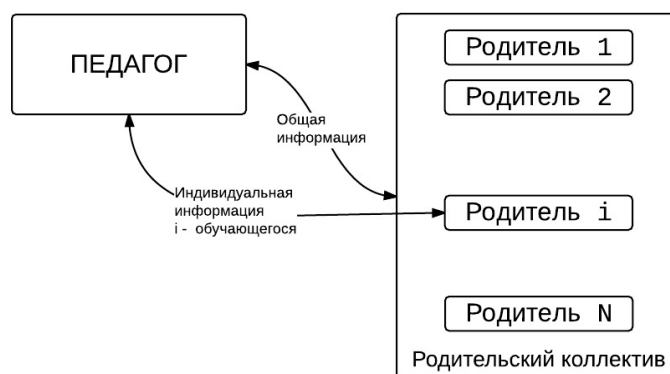 ПЕДАГОГ
Родитель 1
Родитель 2
Общая
информация
Индивидуальная
информация
i - обучающегося
Родитель i
Родитель N
Родительский коллектив